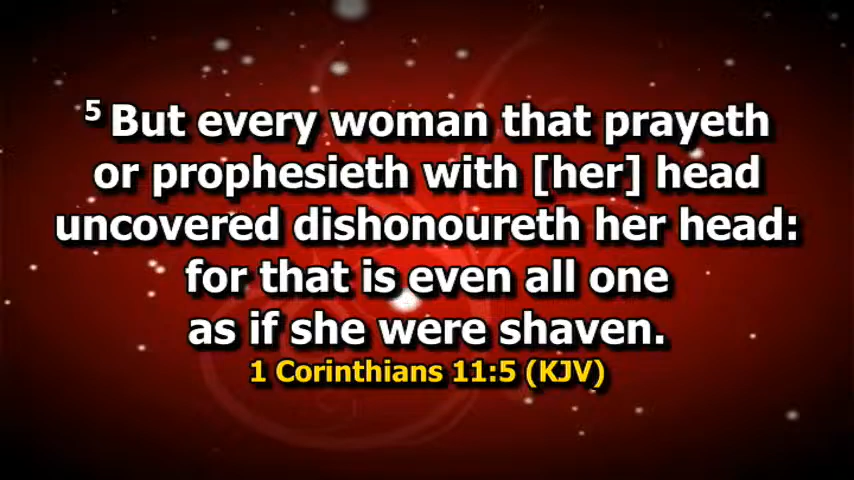 5 But every woman that prayeth
or prophesieth with [her] head
uncovered dishonoureth her head:
for that is even all one
as if she were shaven.
1 Corinthians 11:5 (KJV)